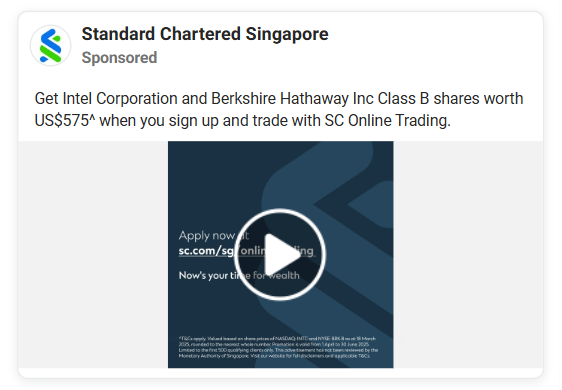 Standard Chartered Singapore
Sponsored
Get Intel Corporation and Berkshire Hathaway Inc Class B shares worth
US$575^ when you sign up and trade with SC Online Trading.
Apply now at
sc.com/sg/onlinetrading
Now's your time for wealth
^T&Cs apply. Valued based on share prices of NASDAQ: INTC and NYSE: BRK.B as at 18 March
2025, rounded to the nearest whole number. Promotion is valid from 1 April to 30 June 2025.
Limited to the first 500 qualifying clients only. This advertisement has not been reviewed by the
Monetary Authority of Singapore. Visit our website for full disclaimers and applicable T&Cs.